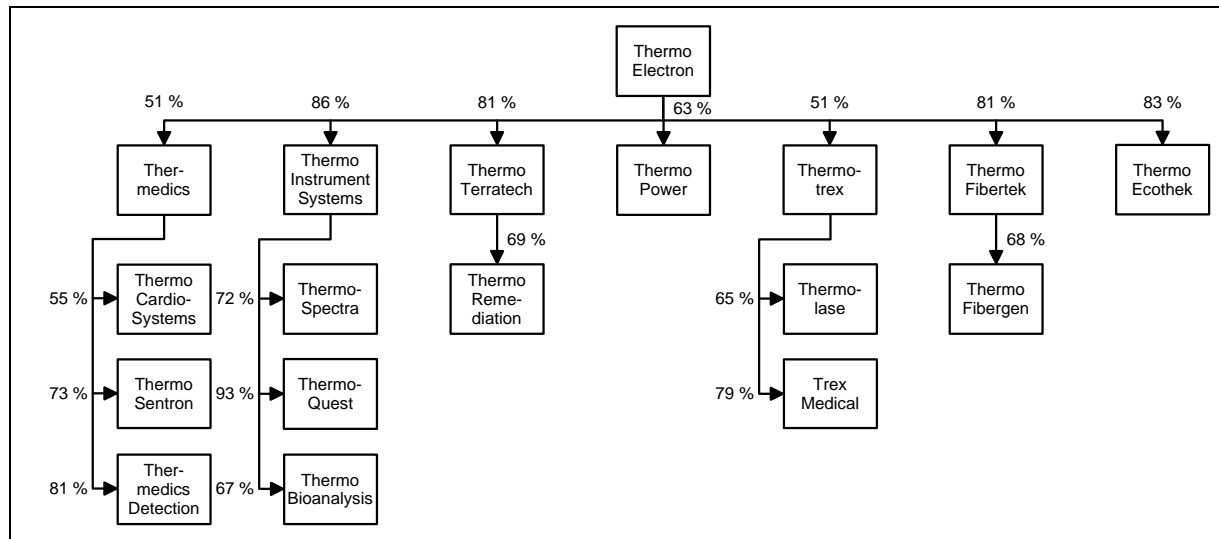 Thermo
Electron
51 %
86 %
81 %
63 %
51 %
81 %
83 %
Ther-
medics
Thermo
Instrument
Systems
Thermo
Terratech
Thermo
Power
Thermo-
trex
Thermo
Fibertek
Thermo
Ecothek
69 %
68 %
55 %
Thermo
Cardio-
Systems
72 %
Thermo-
Spectra
Thermo
Reme-
diation
65 %
Thermo-
lase
Thermo
Fibergen
73 %
Thermo
Sentron
93 %
Thermo-
Quest
79 %
Trex
Medical
81 %
Ther-
medics
Detection
67 %
Thermo
Bioanalysis